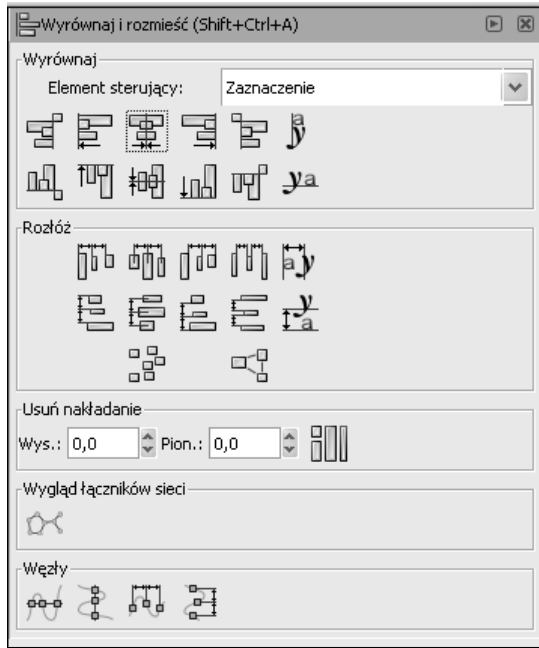 Wyrównaj i rozmieść (Shift+Ctrl+A)
Wyrównaj
Element sterujący: Zaznaczenie
Rozłóż
Usuń nakładanie
Wys.: 0,0 Pion.: 0,0
Wygląd łączników sieci
Węzły